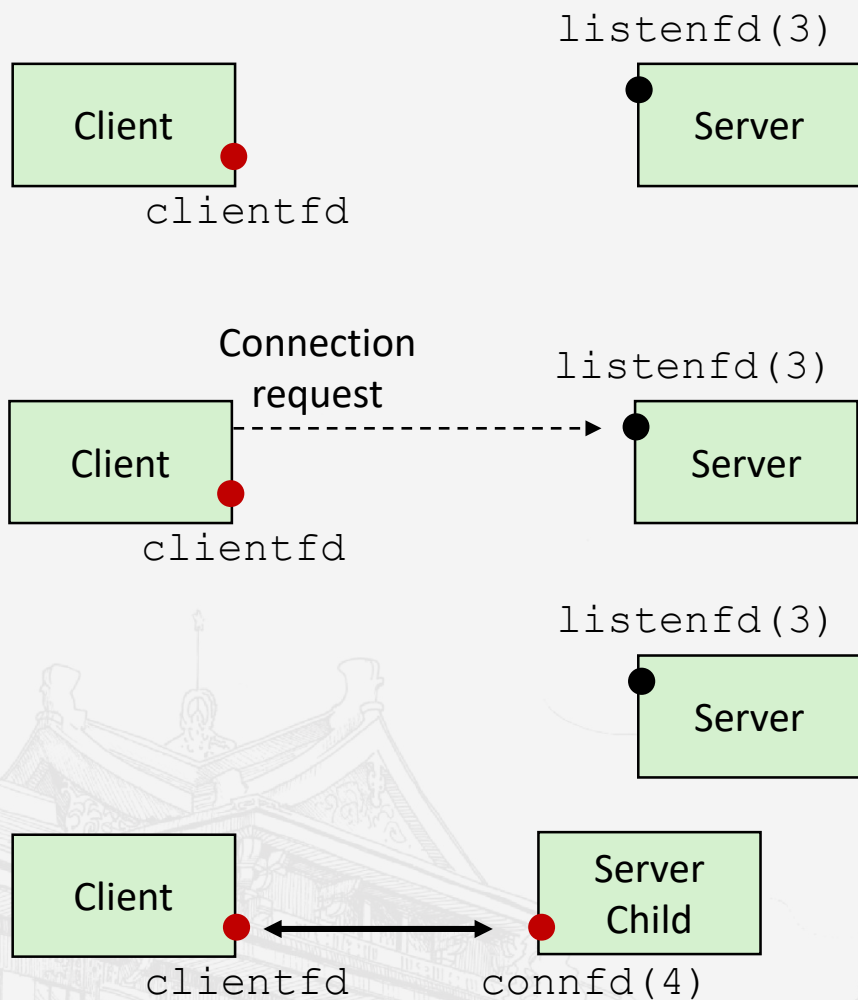 listenfd(3)
Client
Server
clientfd
Connection
request
listenfd(3)
Client
Server
clientfd
listenfd(3)
Server
Client
Server
Child
clientfd
connfd(4)